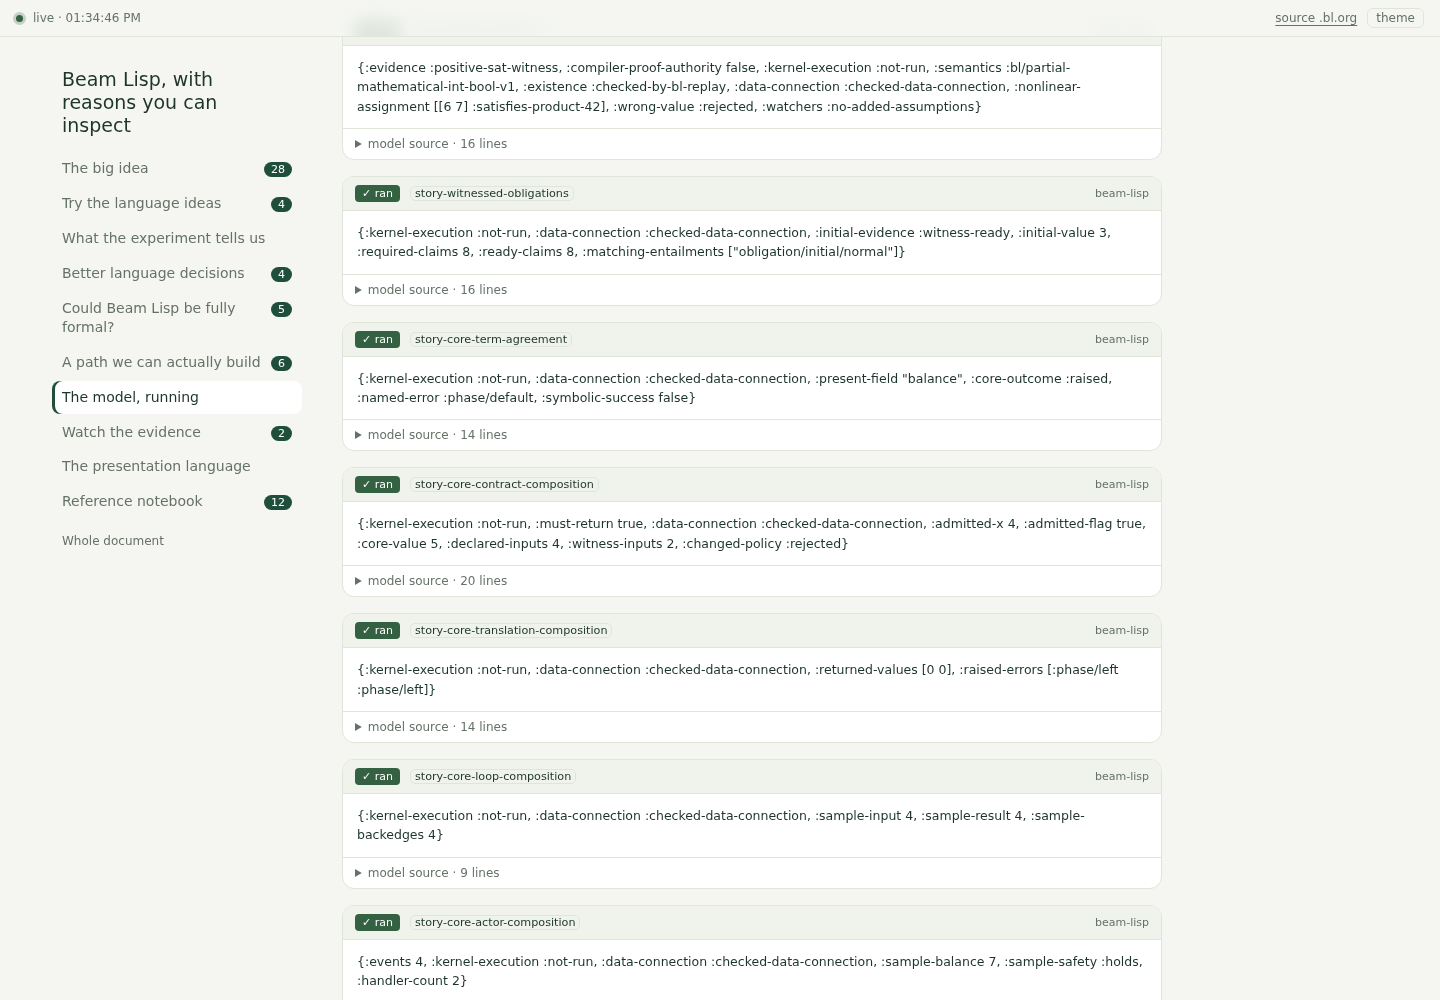 live · 01:34:46 PM
source .bl.org
theme
Beam Lisp, with
reasons you can
inspect
The big idea
28
Try the language ideas
4
What the experiment tells us
Better language decisions
4
Could Beam Lisp be fully
formal?
5
A path we can actually build
6
The model, running
Watch the evidence
2
The presentation language
Reference notebook
12
Whole document
{:evidence :positive-sat-witness, :compiler-proof-authority false, :kernel-execution :not-run, :semantics :bl/partial-
mathematical-int-bool-v1, :existence :checked-by-bl-replay, :data-connection :checked-data-connection, :nonlinear-
assignment [[6 7] :satisfies-product-42], :wrong-value :rejected, :watchers :no-added-assumptions}
▶ model source · 16 lines
✓ ran
story-witnessed-obligations
beam-lisp
{:kernel-execution :not-run, :data-connection :checked-data-connection, :initial-evidence :witness-ready, :initial-value 3,
:required-claims 8, :ready-claims 8, :matching-entailments ["obligation/initial/normal"]}
▶ model source · 16 lines
✓ ran
story-core-term-agreement
beam-lisp
{:kernel-execution :not-run, :data-connection :checked-data-connection, :present-field "balance", :core-outcome :raised,
:named-error :phase/default, :symbolic-success false}
▶ model source · 14 lines
✓ ran
story-core-contract-composition
beam-lisp
{:kernel-execution :not-run, :must-return true, :data-connection :checked-data-connection, :admitted-x 4, :admitted-flag true,
:core-value 5, :declared-inputs 4, :witness-inputs 2, :changed-policy :rejected}
▶ model source · 20 lines
✓ ran
story-core-translation-composition
beam-lisp
{:kernel-execution :not-run, :data-connection :checked-data-connection, :returned-values [0 0], :raised-errors [:phase/left
:phase/left]}
▶ model source · 14 lines
✓ ran
story-core-loop-composition
beam-lisp
{:kernel-execution :not-run, :data-connection :checked-data-connection, :sample-input 4, :sample-result 4, :sample-
backedges 4}
▶ model source · 9 lines
✓ ran
story-core-actor-composition
beam-lisp
{:events 4, :kernel-execution :not-run, :data-connection :checked-data-connection, :sample-balance 7, :sample-safety :holds,
:handler-count 2}